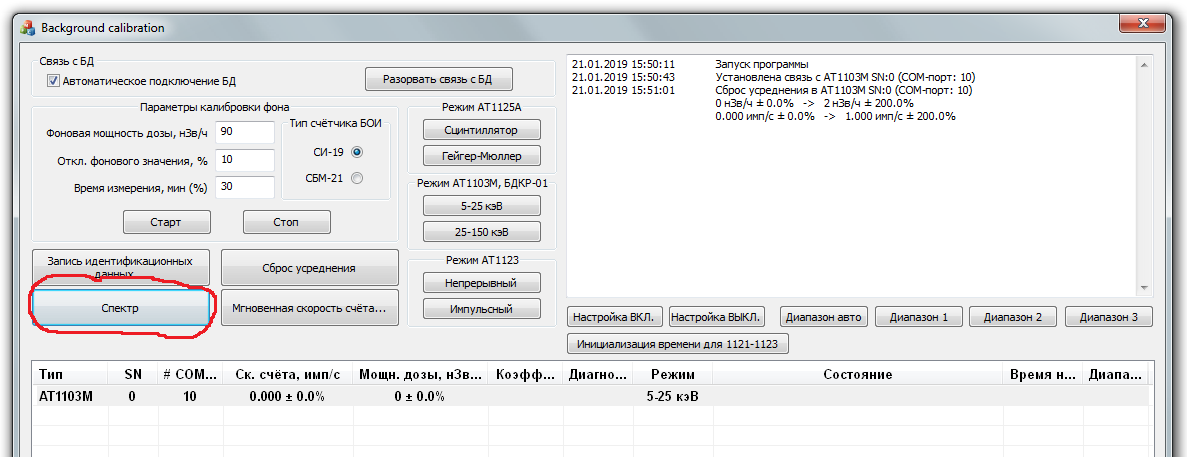 Background calibration
Связь с БД
Автоматическое подключение БД
Разорвать связь с БД
Параметры калибровки фона
Фоновая мощность дозы, нЗв/ч
90
Откл. фонового значения, %
10
Время измерения, мин (%)
30
Тип счётчика БОИ
СИ-19
СБМ-21
Старт
Стоп
Режим AT1125A
Сцинтиллятор
Гейгер-Мюллер
Режим AT1103М, БДКР-01
5-25 кэВ
25-150 кэВ
Режим AT1123
Непрерывный
Импульсный
Запись идентификационных
данных
Сброс усреднения
Спектр
Мгновенная скорость счёта...
21.01.2019 15:50:11 Запуск программы
21.01.2019 15:50:43 Установлена связь с AT1103M SN:0 (COM-порт: 10)
21.01.2019 15:51:01 Сброс усреднения в AT1103M SN:0 (COM-порт: 10)
0 нЗв/ч ± 0.0% -> 2 нЗв/ч ± 200.0%
0.000 имп/с ± 0.0% -> 1.000 имп/с ± 200.0%
Настройка ВКЛ.
Настройка ВЫКЛ.
Диапазон авто
Диапазон 1
Диапазон 2
Диапазон 3
Инициализация времени для 1121-1123
Тип SN # COM... Ск. счёта, имп/с Мощн. дозы, нЗв... Коэфф... Диагно... Режим Состояние Время н... Диапа...
AT1103M 0 10 0.000 ± 0.0% 0 ± 0.0% 5-25 кэВ